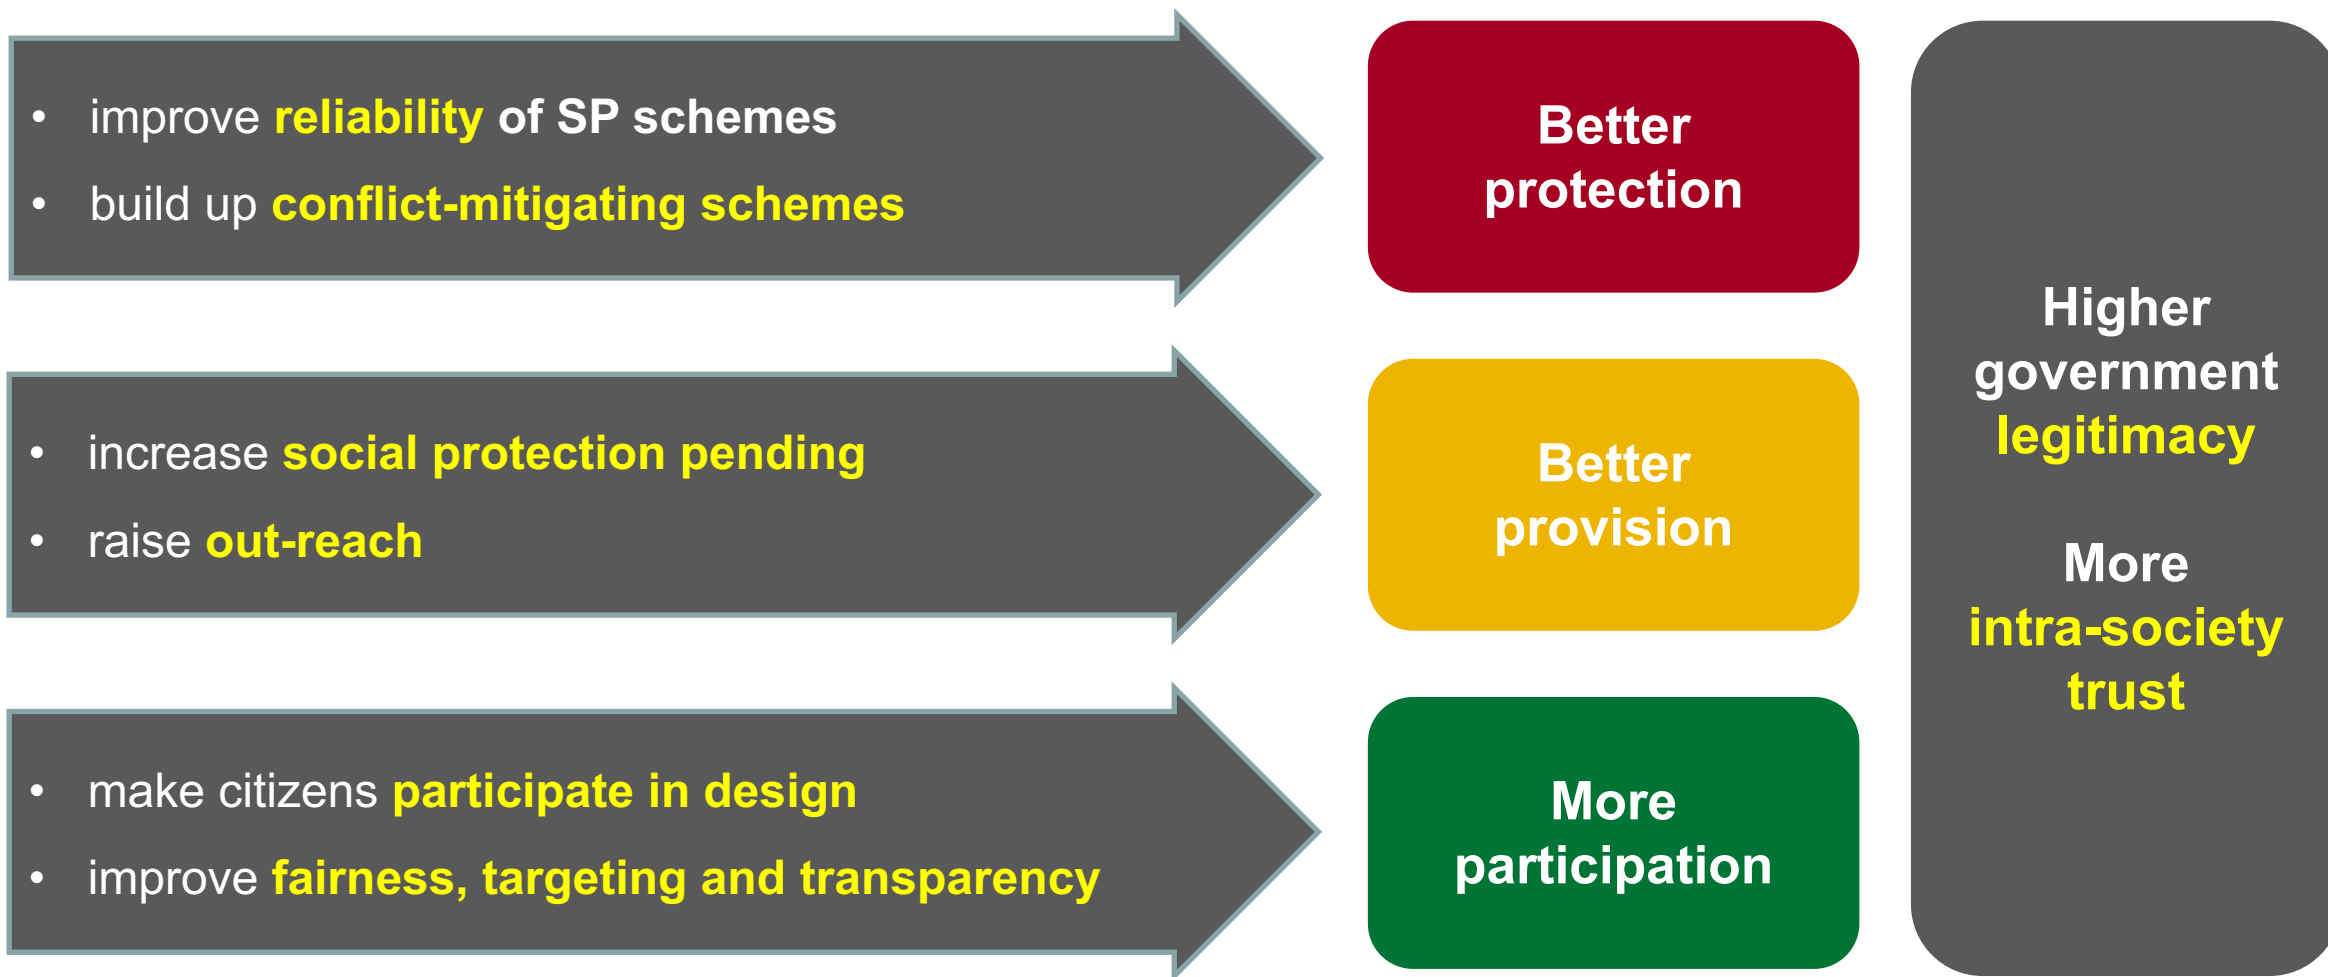 • improve reliability of SP schemes
• build up conflict-mitigating schemes
Better
protection
• increase social protection pending
• raise out-reach
Better
provision
• make citizens participate in design
• improve fairness, targeting and transparency
More
participation
Higher
government
legitimacy
More
intra-society
trust